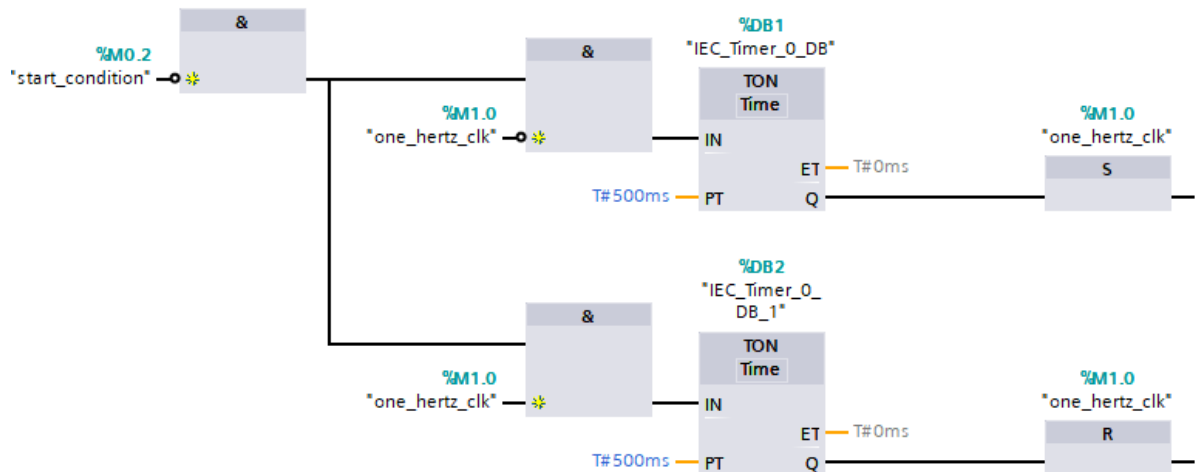 &
%M0.2
"start_condition"
&
%M1.0
"one_hertz_clk"
%DB1
"IEC_Timer_0_DB"
TON
Time
IN
ET
T#0ms
T#500ms
PT
Q
%M1.0
"one_hertz_clk"
S
&
%M1.0
"one_hertz_clk"
%DB2
"IEC_Timer_0_
DB_1"
TON
Time
IN
ET
T#0ms
T#500ms
PT
Q
%M1.0
"one_hertz_clk"
R